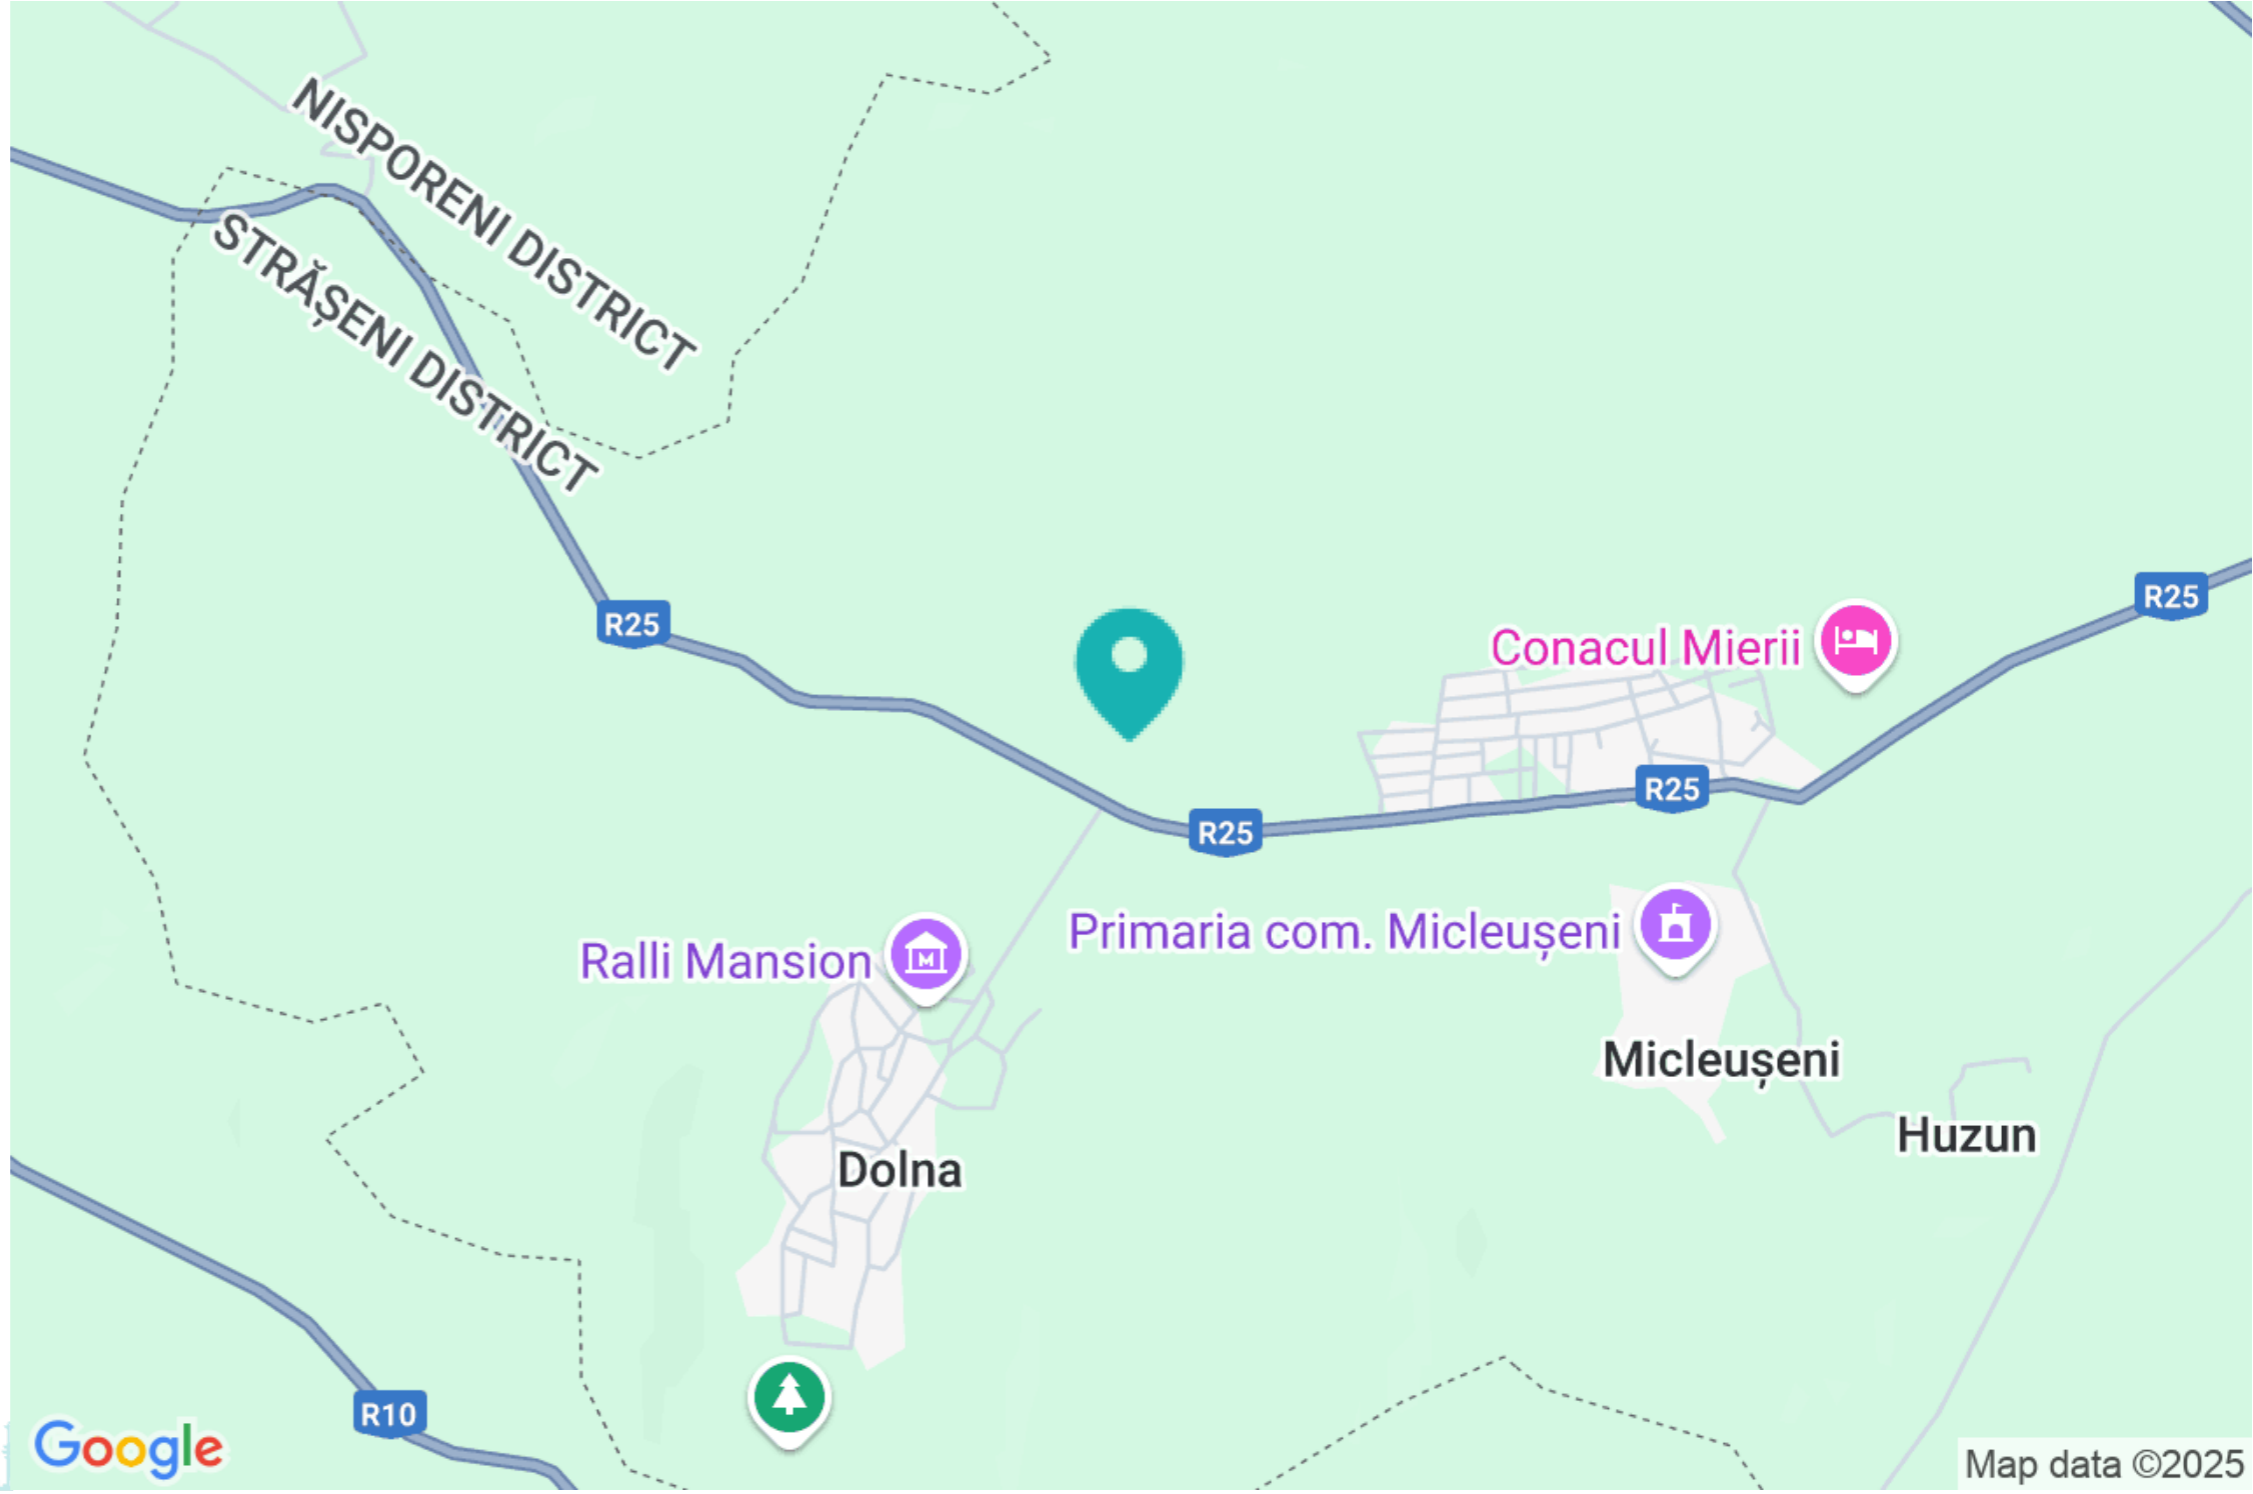 NISPORENI DISTRICT
STRĂȘENI DISTRICT
R25
R25
Conacul Mierii
R25
R25
Ralli Mansion
Primaria com. Micleușeni
Micleușeni
Huzun
Dolna
R10
Google
Map data ©2025